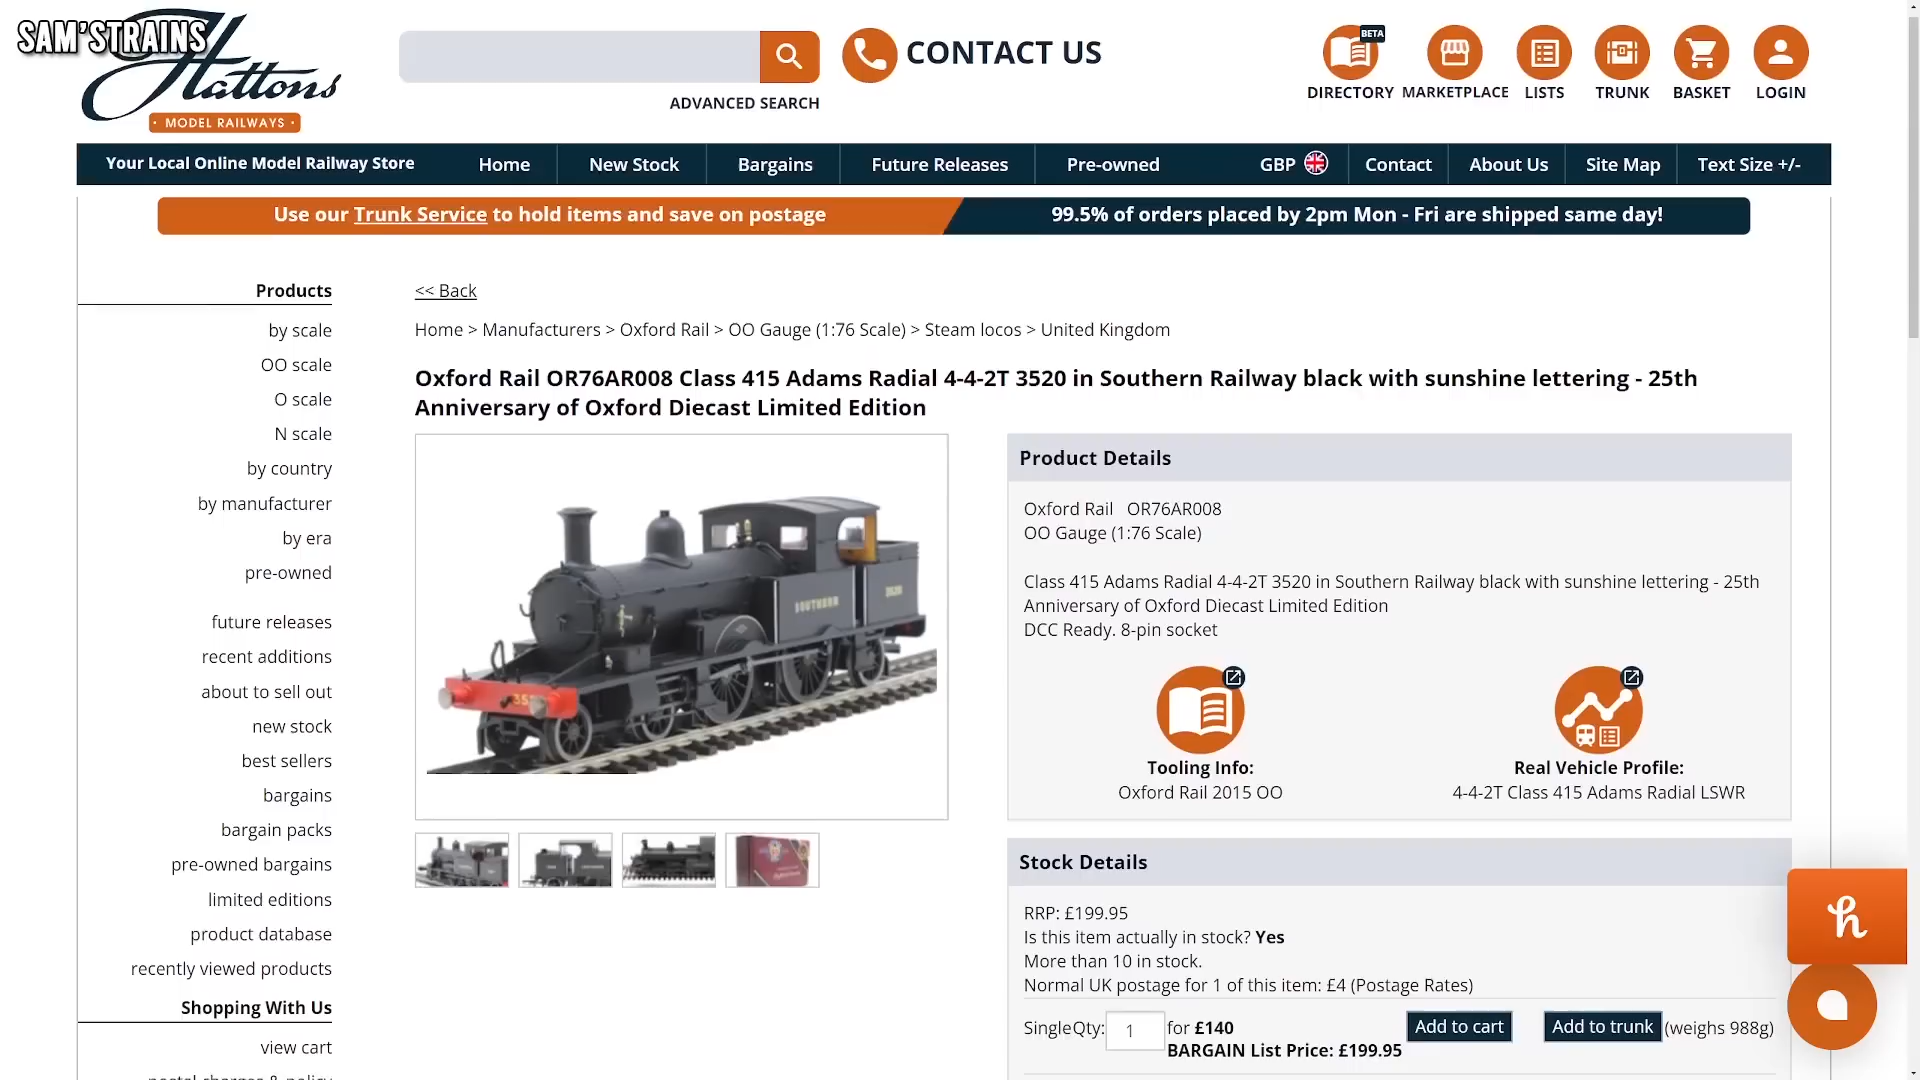 SAM'STRAINS
Hattons
· MODEL RAILWAYS ·
ADVANCED SEARCH
CONTACT US
BETA
DIRECTORY
MARKETPLACE
LISTS
TRUNK
BASKET
LOGIN
Your Local Online Model Railway Store
Home
New Stock
Bargains
Future Releases
Pre-owned
GBP
Contact
About Us
Site Map
Text Size +/-
Use our Trunk Service to hold items and save on postage
99.5% of orders placed by 2pm Mon - Fri are shipped same day!
Products
by scale
OO scale
O scale
N scale
by country
by manufacturer
by era
pre-owned
future releases
recent additions
about to sell out
new stock
best sellers
bargains
bargain packs
pre-owned bargains
limited editions
product database
recently viewed products
Shopping With Us
view cart
postal charges & policy
<< Back
Home > Manufacturers > Oxford Rail > OO Gauge (1:76 Scale) > Steam locos > United Kingdom
Oxford Rail OR76AR008 Class 415 Adams Radial 4-4-2T 3520 in Southern Railway black with sunshine lettering - 25th
Anniversary of Oxford Diecast Limited Edition
SOUTHERN
3520
Product Details
Oxford Rail OR76AR008
OO Gauge (1:76 Scale)
Class 415 Adams Radial 4-4-2T 3520 in Southern Railway black with sunshine lettering - 25th
Anniversary of Oxford Diecast Limited Edition
DCC Ready. 8-pin socket
Tooling Info:
Oxford Rail 2015 OO
Real Vehicle Profile:
4-4-2T Class 415 Adams Radial LSWR
Stock Details
RRP: £199.95
Is this item actually in stock? Yes
More than 10 in stock.
Normal UK postage for 1 of this item: £4 (Postage Rates)
Single Qty: 1 for £140
BARGAIN List Price: £199.95
Add to cart
Add to trunk
(weighs 988g)
h